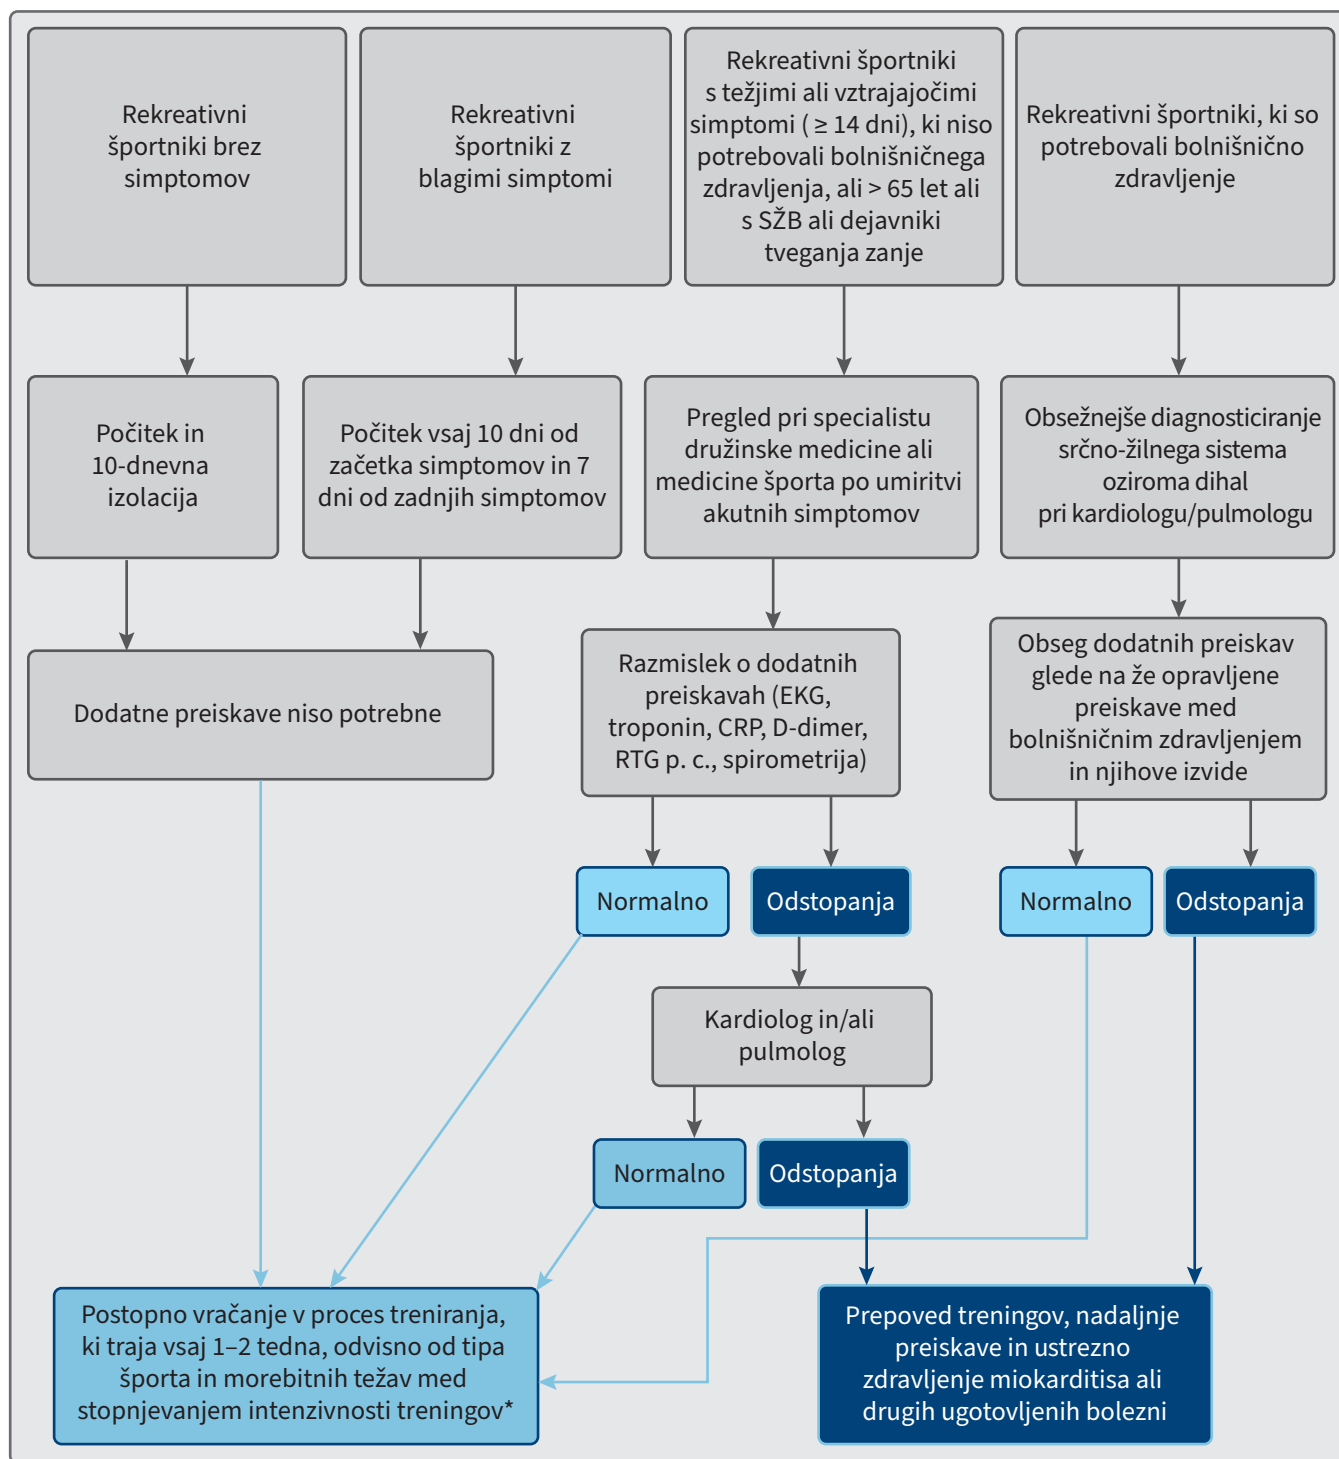 Rekreativni
športniki brez
simptomov
Rekreativni
športniki z
blagimi simptomi
Rekreativni športniki
s težjimi ali vztrajajočimi
simptomi ( ≥ 14 dni), ki niso
potrebovali bolnišničnega
zdravljenja, ali > 65 let ali
s SŽB ali dejavniki
tveganja zanje
Rekreativni športniki, ki so
potrebovali bolnišnično
zdravljenje
Počitek in
10-dnevna
izolacija
Počitek vsaj 10 dni od
začetka simptomov in 7
dni od zadnjih simptomov
Pregled pri specialistu
družinske medicine ali
medicine športa po umiritvi
akutnih simptomov
Obsežnejše diagnosticiranje
srčno-žilnega sistema
oziroma dihal
pri kardiologu/pulmologu
Dodatne preiskave niso potrebne
Razmislek o dodatnih
preiskavah (EKG,
troponin, CRP, D-dimer,
RTG p. c., spirometrija)
Obseg dodatnih preiskav
glede na že opravljene
preiskave med
bolnišničnim zdravljenjem
in njihove izvide
Normalno
Odstopanja
Normalno
Odstopanja
Kardiolog in/ali
pulmolog
Normalno
Odstopanja
Postopno vračanje v proces treniranja,
ki traja vsaj 1–2 tedna, odvisno od tipa
športa in morebitnih težav med
stopnjevanjem intenzivnosti treningov*
Prepoved treningov, nadaljnje
preiskave in ustrezno
zdravljenje miokarditisa ali
drugih ugotovljenih bolezni